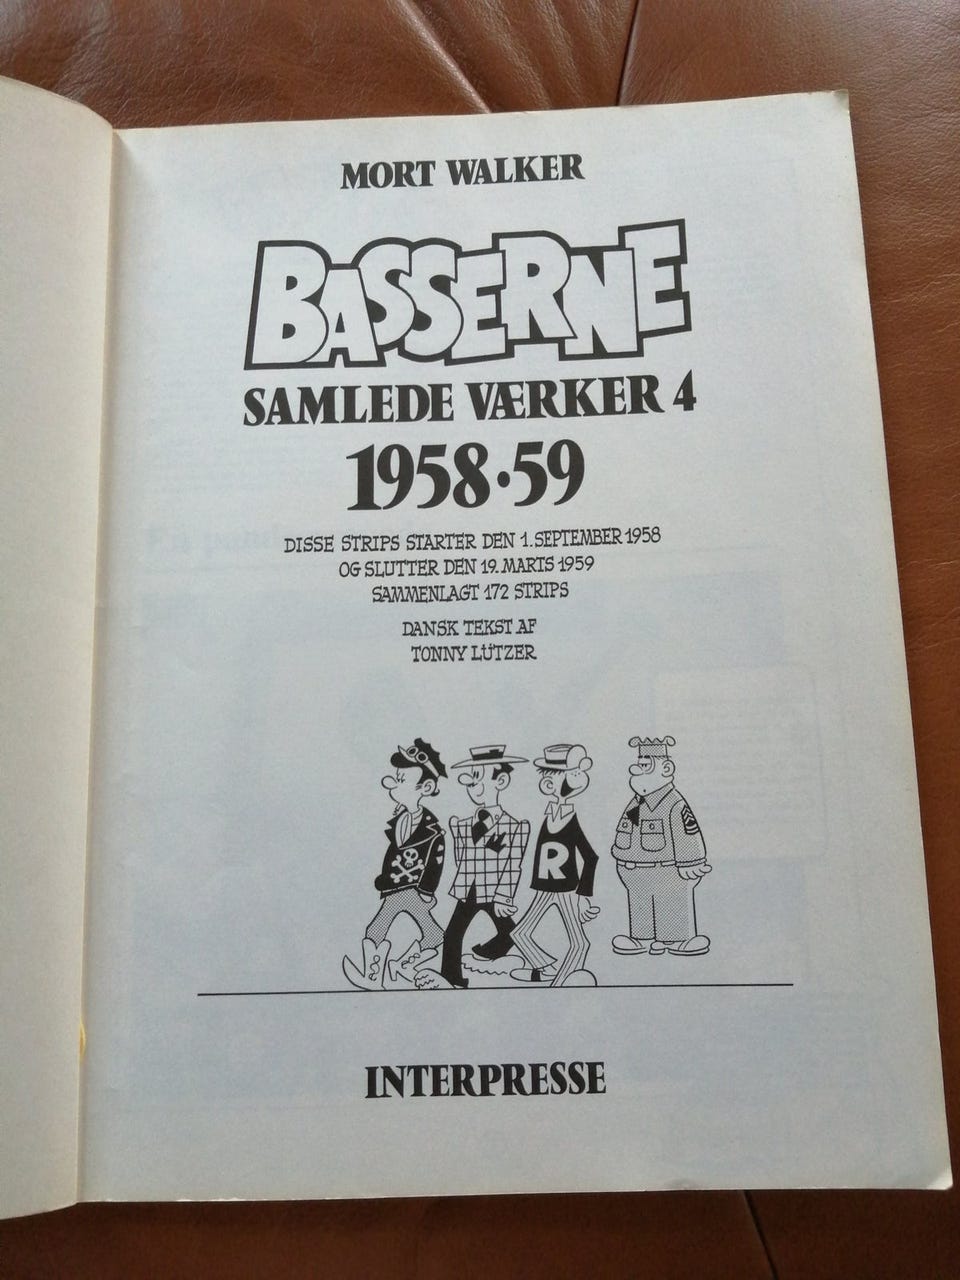 MORT WALKER
BASSERNE
SAMLEDE VÆRKER 4
1958·59
DISSE STRIPS STARTER DEN 1. SEPTEMBER 1958
OG SLUTTER DEN 19. MARTS 1959
SAMMENLAGT 172 STRIPS
DANSK TEKST AF
TONNY LÜTZER
R
INTERPRESSE